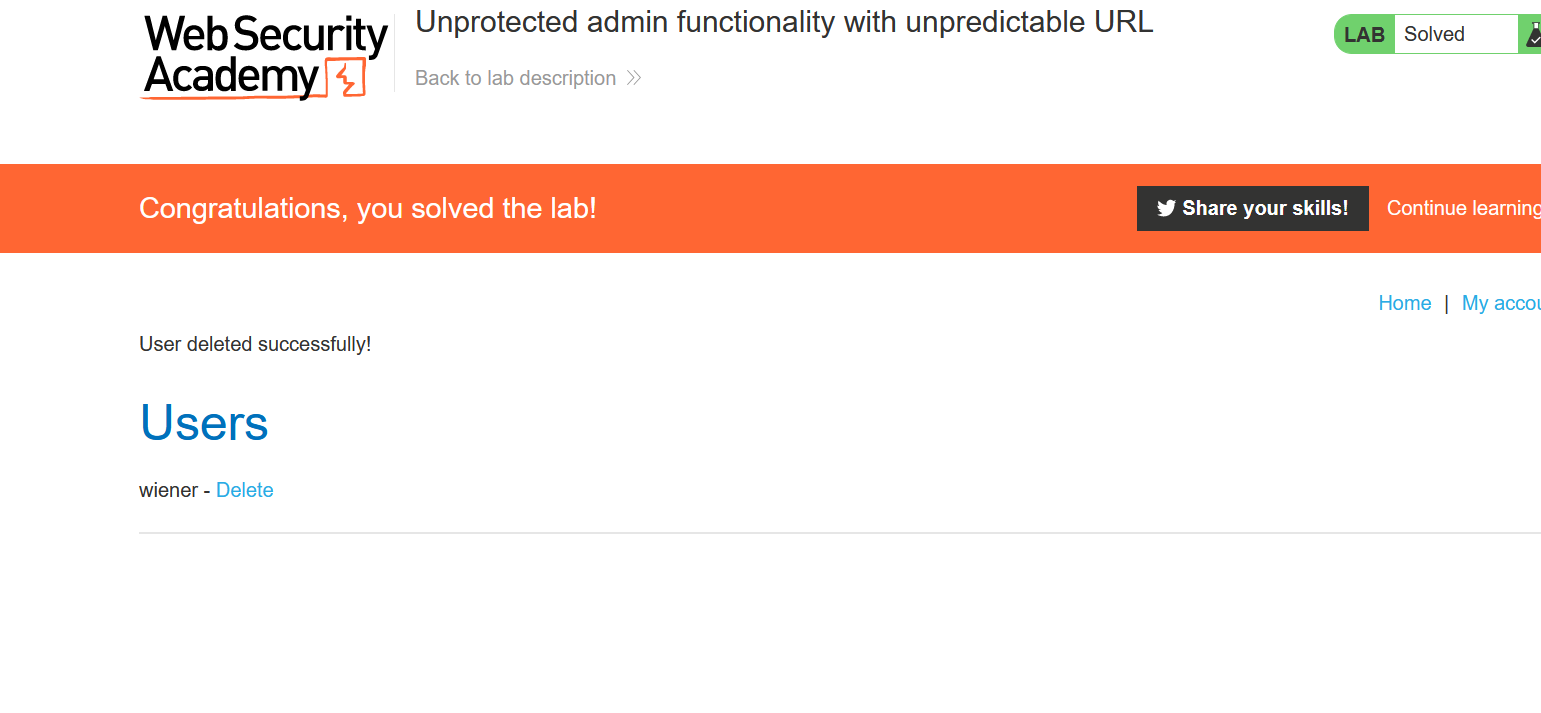 Web Security
Academy
Unprotected admin functionality with unpredictable URL
Back to lab description
LAB Solved
Congratulations, you solved the lab!
Share your skills! Continue learning
Home | My accou
User deleted successfully!
Users
wiener - Delete